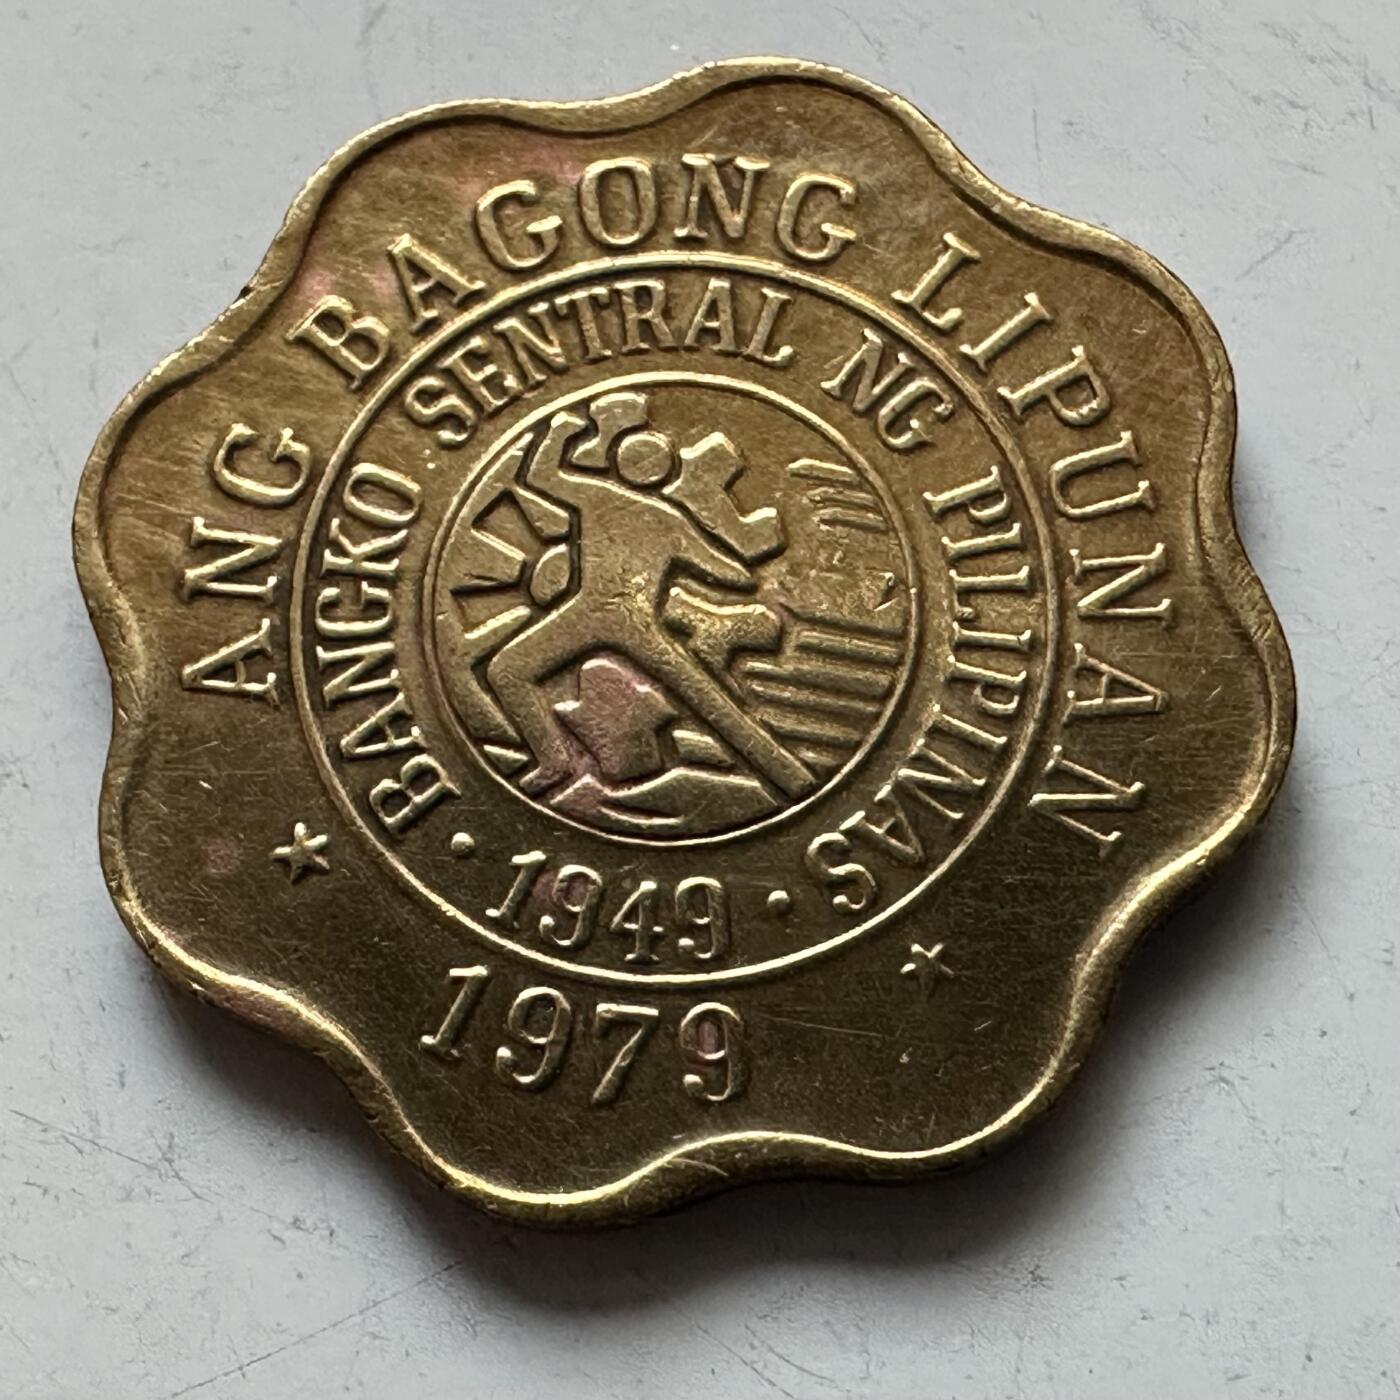 ANG BAGONG LIPUNAN
BANGKO SENTRAL NG PILIPINAS
· 1949 ·
1979